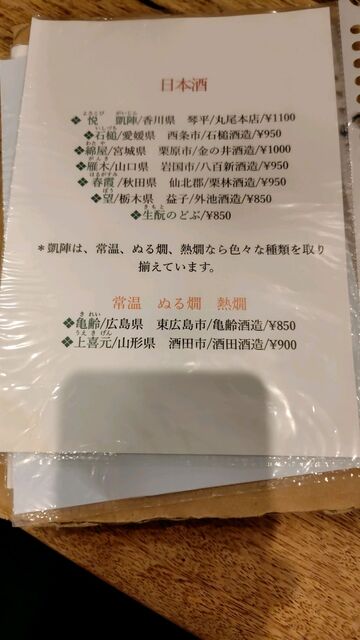 日本酒
❖悦 凱陣/香川県 琴平/丸尾本店/¥1100
❖石鎚/愛媛県 西条市/石槌酒造/¥950
❖綿屋/宮城県 栗原市/金の井酒造/¥1000
❖雁木/山口県 岩国市/八百新酒造/¥950
❖春霞/秋田県 仙北郡/栗林酒造/¥950
❖望/栃木県 益子/外池酒造/¥850
❖生酛のどぶ/¥850
＊凱陣は、常温、ぬる燗、熱燗なら色々な種類を取り
揃えています。
常温 ぬる燗 熱燗
❖亀齢/広島県 東広島市/亀齢酒造/¥850
❖上喜元/山形県 酒田市/酒田酒造/¥900